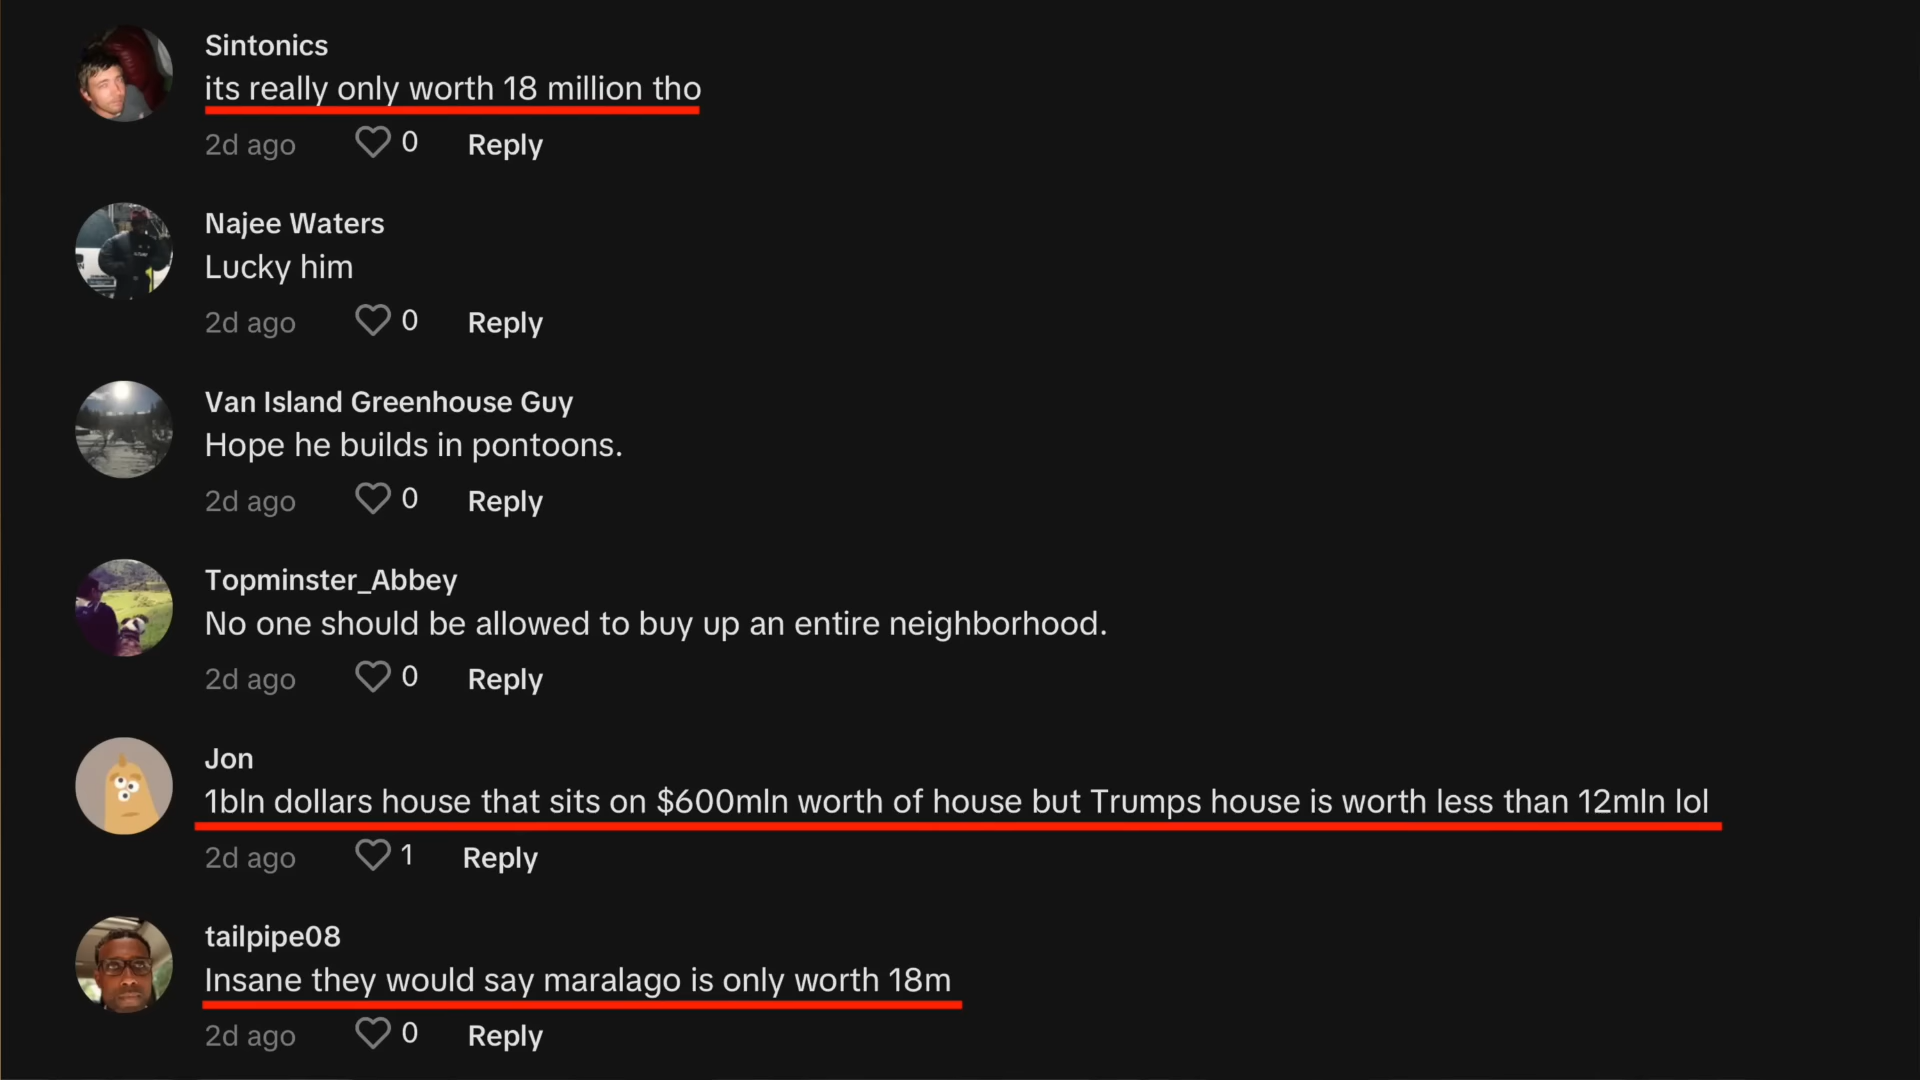 Sintonics
its really only worth 18 million tho
2d ago 0 Reply
Najee Waters
Lucky him
2d ago 0 Reply
Van Island Greenhouse Guy
Hope he builds in pontoons.
2d ago 0 Reply
Topminster_Abbey
No one should be allowed to buy up an entire neighborhood.
2d ago 0 Reply
Jon
1bln dollars house that sits on $600mln worth of house but Trumps house is worth less than 12mln lol
2d ago 1 Reply
tailpipe08
Insane they would say maralago is only worth 18m
2d ago 0 Reply